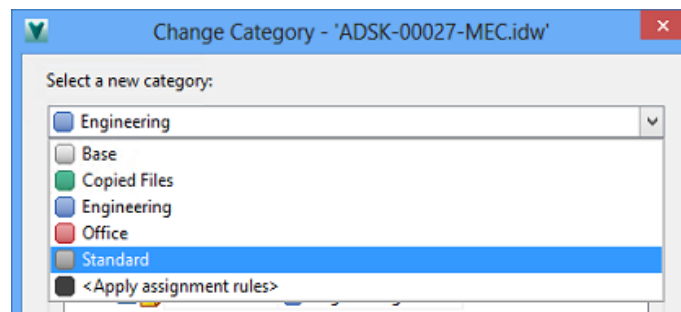 Change Category - 'ADSK-00027-MEC.idw'
Select a new category:
Engineering
Base
Copied Files
Engineering
Office
Standard
<Apply assignment rules>